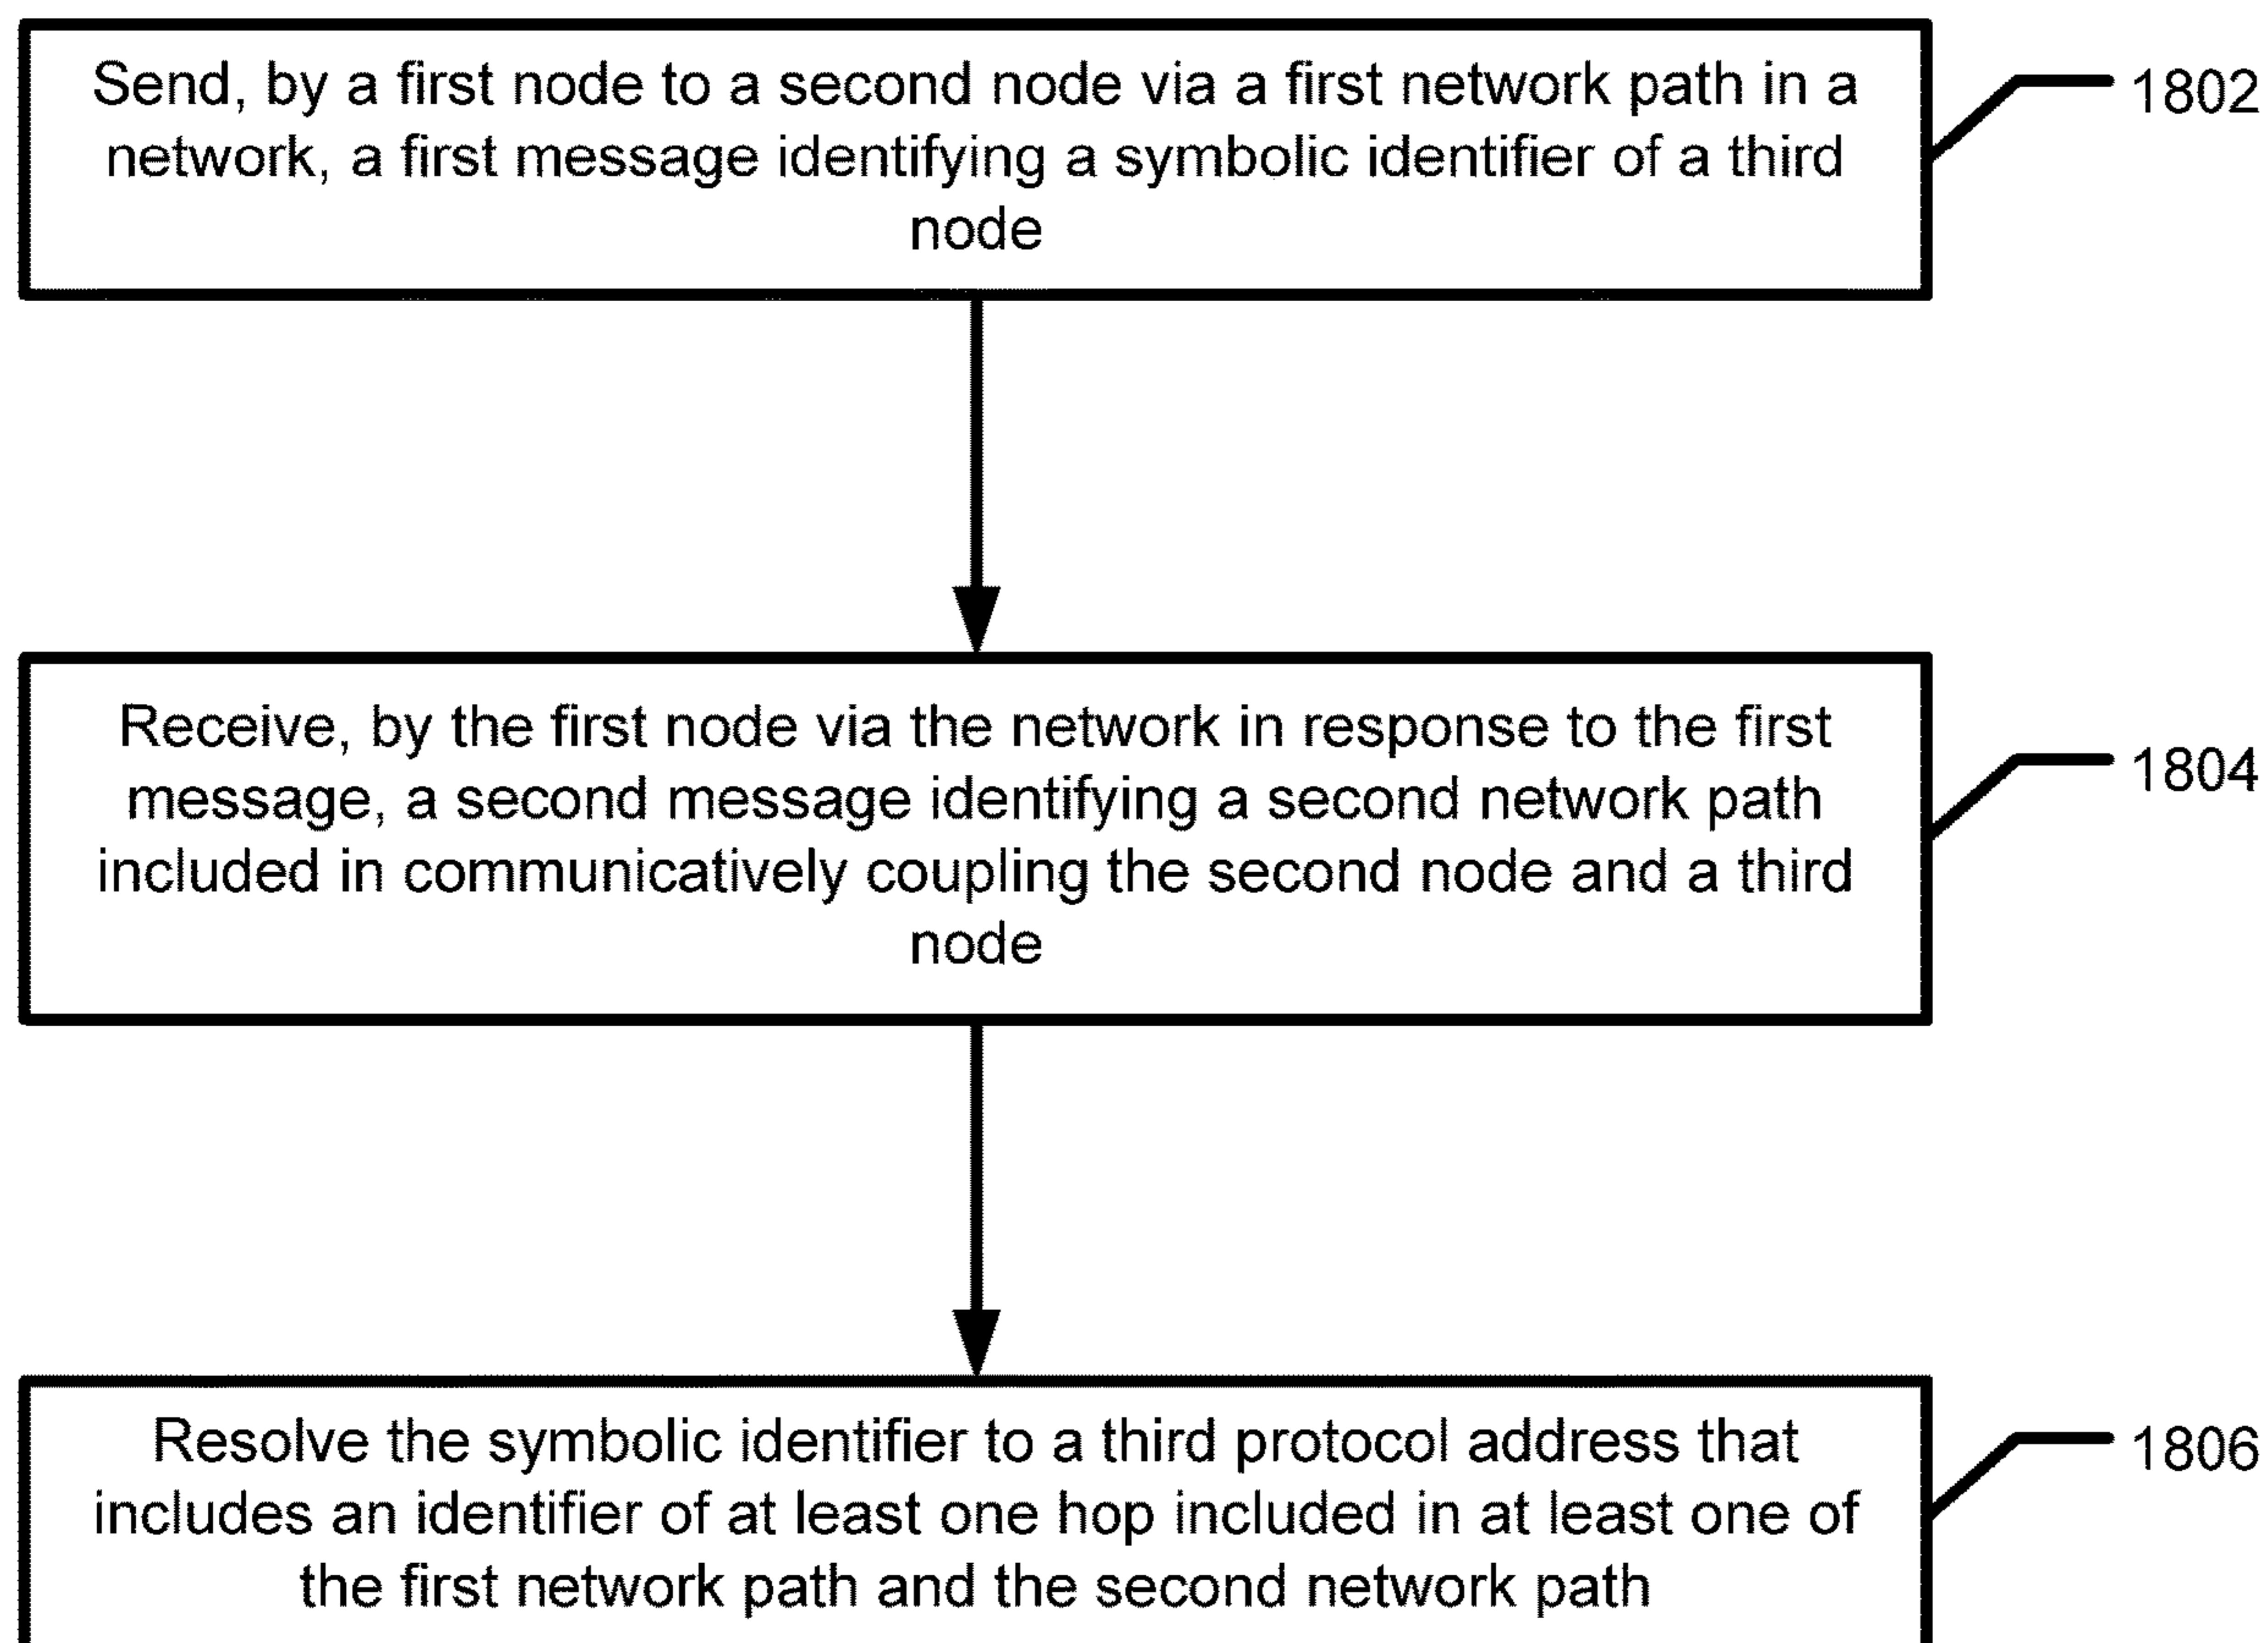 Send, by a first node to a second node via a first network path in a
network, a first message identifying a symbolic identifier of a third
node
1802
Receive, by the first node via the network in response to the first
message, a second message identifying a second network path
included in communicatively coupling the second node and a third
node
1804
Resolve the symbolic identifier to a third protocol address that
includes an identifier of at least one hop included in at least one of
the first network path and the second network path
1806